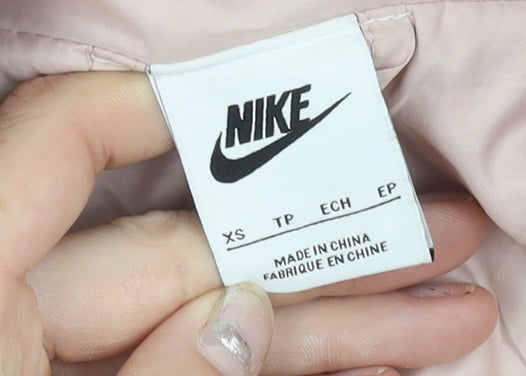 NIKE
XS TP ECH EP
MADE IN CHINA
FABRIQUE EN CHINE